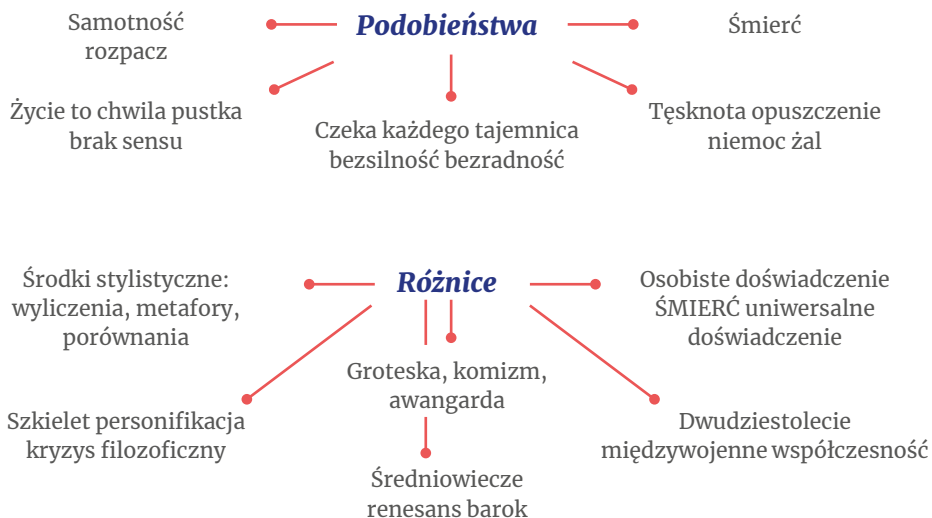 Samotność
rozpacz
Podobieństwa
Śmierć
Życie to chwila pustka
brak sensu
Czeka każdego tajemnica
bezsilność bezradność
Tęsknota opuszczenie
niemoc żal
Środki stylistyczne:
wyliczenia, metafory,
porównania
Różnice
Osobiste doświadczenie
ŚMIERĆ uniwersalne
doświadczenie
Groteska, komizm,
awangarda
Szkielet personifikacja
kryzys filozoficzny
Dwudziestolecie
międzywojenne współczesność
Średniowiecze
renesans barok